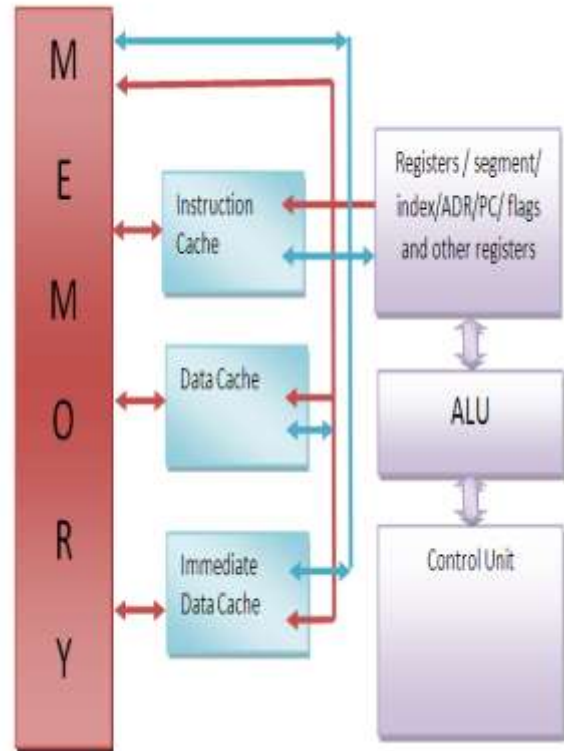 M
E
M
O
R
Y
Instruction
Cache
Data Cache
Immediate
Data Cache
Registers / segment/
index/ADR/PC/ flags
and other registers
ALU
Control Unit